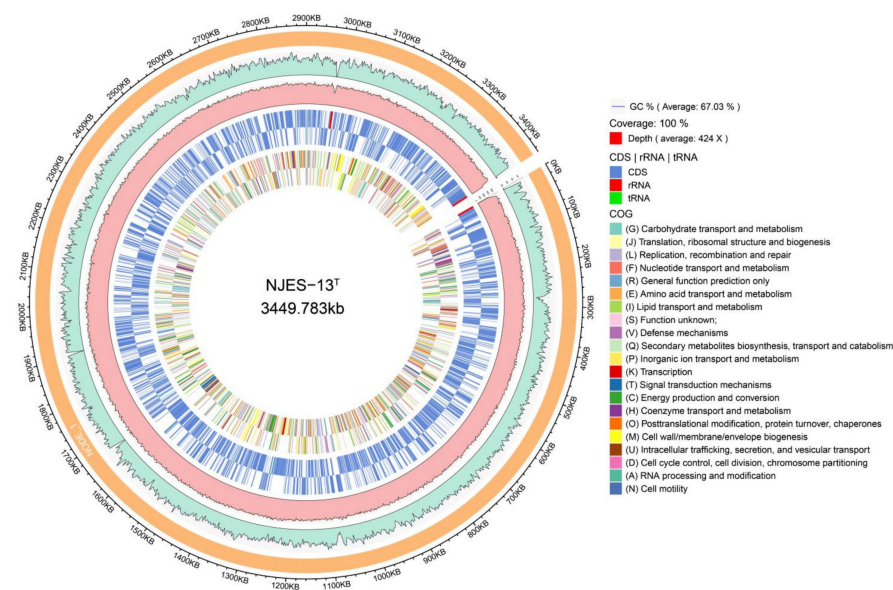 2900KB
3000KB
3100KB
3200KB
3300KB
3400KB
0KB
100KB
200KB
300KB
400KB
500KB
600KB
700KB
800KB
900KB
1000KB
1100KB
1200KB
1300KB
1400KB
1500KB
1600KB
1700KB
1800KB
1900KB
2000KB
2100KB
2200KB
2300KB
2400KB
2500KB
2600KB
2700KB
2800KB
NODE_1
NJES−13ᵀ
3449.783kb
GC % ( Average: 67.03 % )
Coverage: 100 %
Depth ( average: 424 X )
CDS | rRNA | tRNA
CDS
rRNA
tRNA
COG
(G) Carbohydrate transport and metabolism
(J) Translation, ribosomal structure and biogenesis
(L) Replication, recombination and repair
(F) Nucleotide transport and metabolism
(R) General function prediction only
(E) Amino acid transport and metabolism
(I) Lipid transport and metabolism
(S) Function unknown;
(V) Defense mechanisms
(Q) Secondary metabolites biosynthesis, transport and catabolism
(P) Inorganic ion transport and metabolism
(K) Transcription
(T) Signal transduction mechanisms
(C) Energy production and conversion
(H) Coenzyme transport and metabolism
(O) Posttranslational modification, protein turnover, chaperones
(M) Cell wall/membrane/envelope biogenesis
(U) Intracellular trafficking, secretion, and vesicular transport
(D) Cell cycle control, cell division, chromosome partitioning
(A) RNA processing and modification
(N) Cell motility